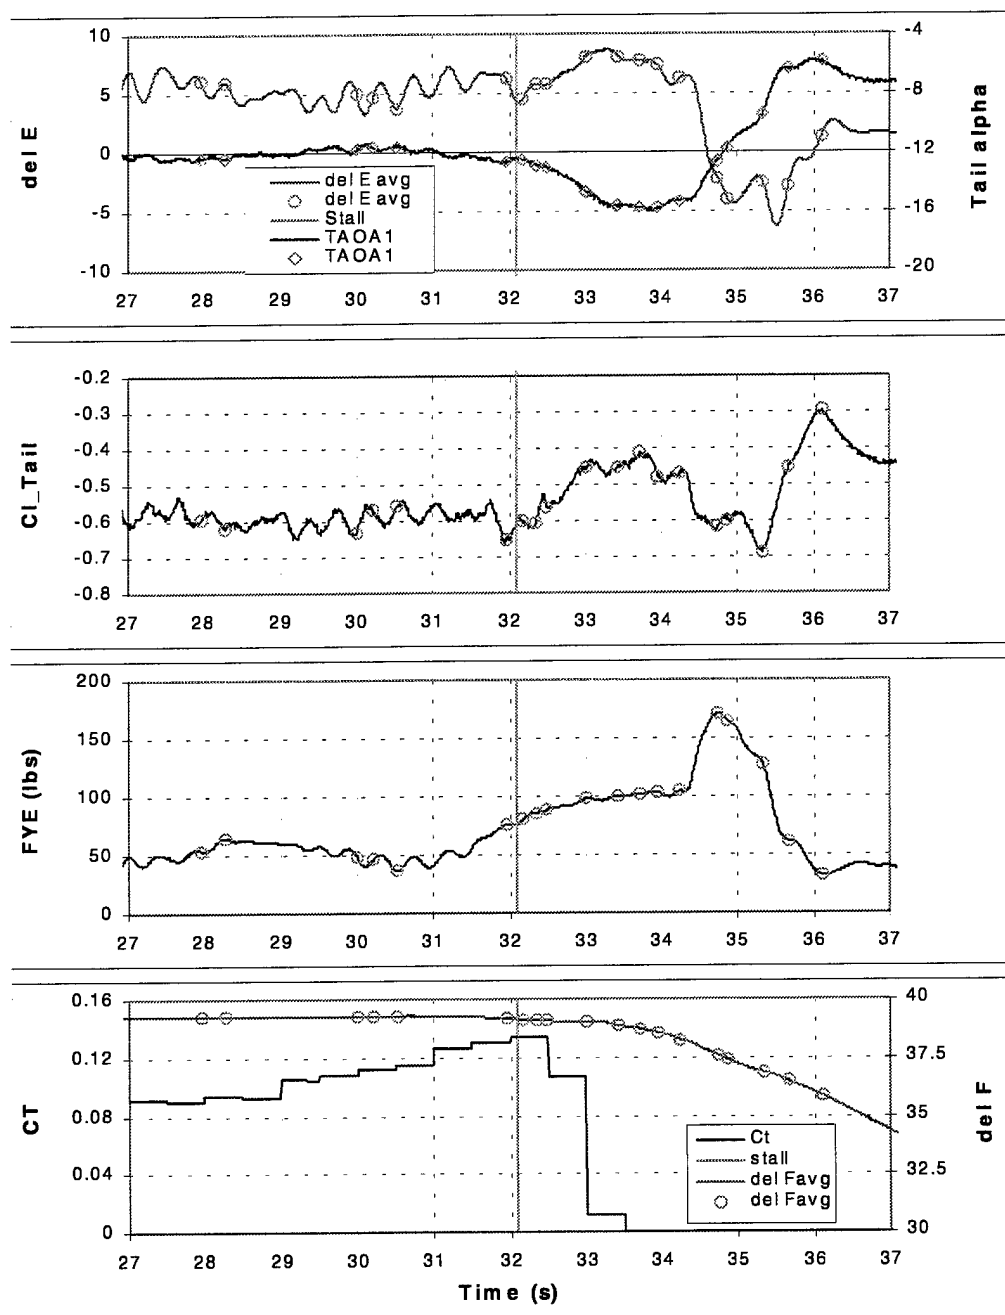 10
5
0
-5
-10
del E
-4
-8
-12
-16
-20
Tail alpha
del E avg
del E avg
Stall
TAOA1
TAOA1
27 28 29 30 31 32 33 34 35 36 37
-0.2
-0.3
-0.4
-0.5
-0.6
-0.7
-0.8
Cl_Tail
27 28 29 30 31 32 33 34 35 36 37
200
150
100
50
0
FYE (lbs)
27 28 29 30 31 32 33 34 35 36 37
0.16
0.12
0.08
0.04
0
CT
40
37.5
35
32.5
30
del F
Ct
stall
del Favg
del Favg
27 28 29 30 31 32 33 34 35 36 37
Time (s)